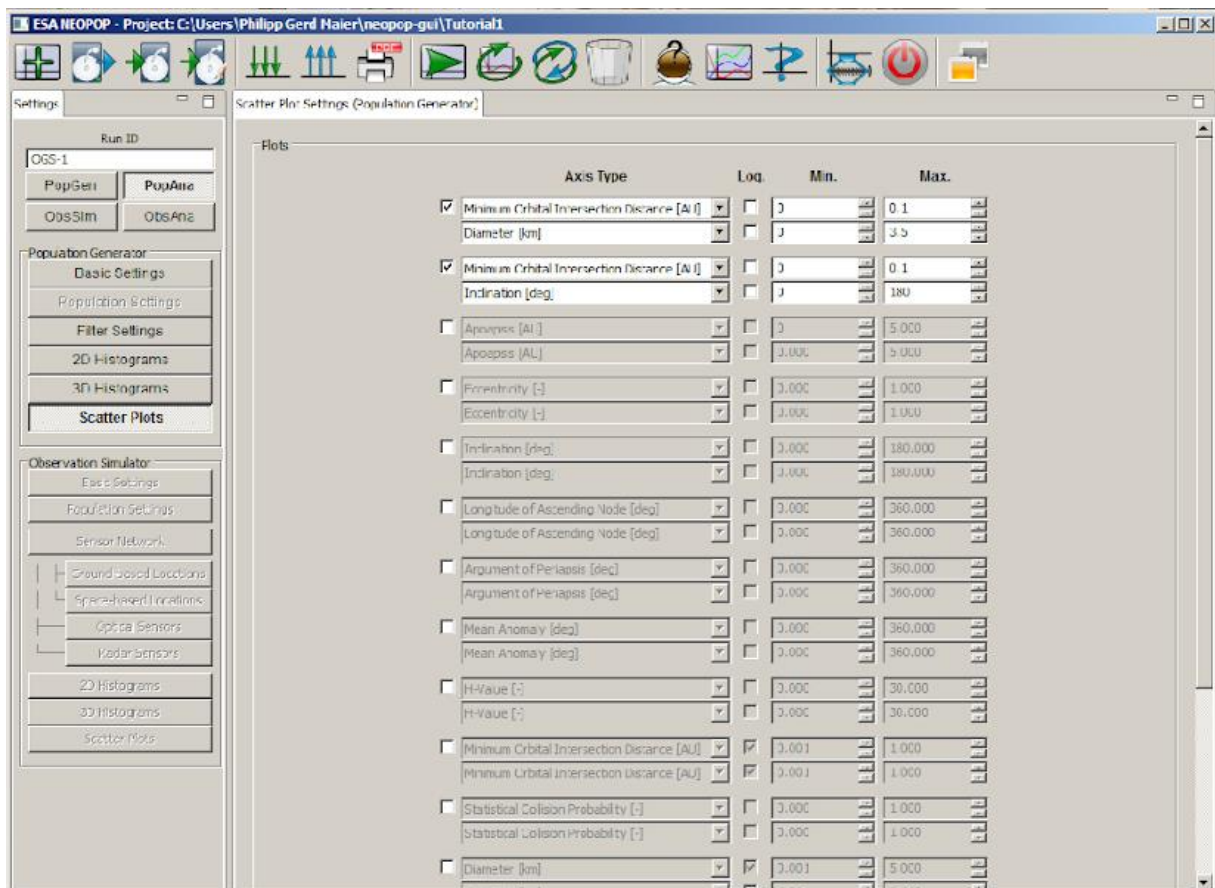 ESA NEOPOP - Project: C:\Users\Philipp Gerd Maier\neopop-gui\Tutorial1
PDF
Settings
Scatter Plot Settings (Population Generator)
Run ID
OGS-1
PopGen PopAna
ObsSim ObsAna
Population Generator
Basic Settings
Population Settings
Filter Settings
2D Histograms
3D Histograms
Scatter Plots
Observation Simulator
Basic Settings
Population Settings
Sensor Network
Ground-based Locations
Space-based Locations
Optical Sensors
Radar Sensors
2D Histograms
3D Histograms
Scatter Plots
Plots
Axis Type Log. Min. Max.
Minimum Orbital Intersection Distance [AU] 0 0.1
Diameter [km] 0 3.5
Minimum Orbital Intersection Distance [AU] 0 0.1
Inclination [deg] 0 180
Apoapsis [AU] 0 5.000
Apoapsis [AU] 0.000 5.000
Eccentricity [-] 0.000 1.000
Eccentricity [-] 0.000 1.000
Inclination [deg] 0.000 180.000
Inclination [deg] 0.000 180.000
Longitude of Ascending Node [deg] 0.000 360.000
Longitude of Ascending Node [deg] 0.000 360.000
Argument of Periapsis [deg] 0.000 360.000
Argument of Periapsis [deg] 0.000 360.000
Mean Anomaly [deg] 0.000 360.000
Mean Anomaly [deg] 0.000 360.000
H-Value [-] 0.000 30.000
H-Value [-] 0.000 30.000
Minimum Orbital Intersection Distance [AU] 0.001 1.000
Minimum Orbital Intersection Distance [AU] 0.001 1.000
Statistical Collision Probability [-] 0.000 1.000
Statistical Collision Probability [-] 0.000 1.000
Diameter [km] 0.001 5.000